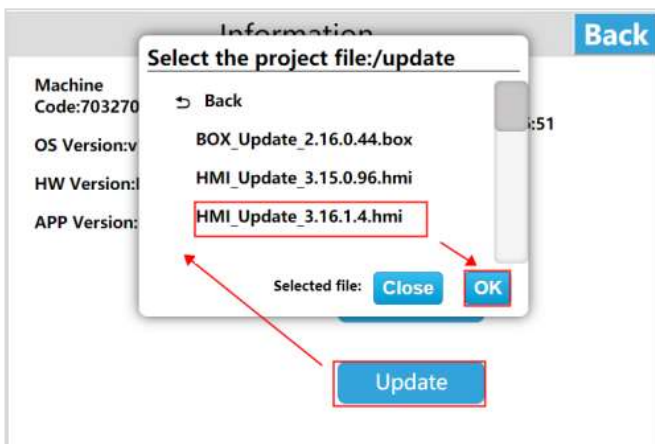 Information
Back
Select the project file:/update
Machine
Code:703270
Back
:51
BOX_Update_2.16.0.44.box
OS Version:v
HMI_Update_3.15.0.96.hmi
HW Version:
HMI_Update_3.16.1.4.hmi
APP Version:
Selected file:
Close
OK
Update